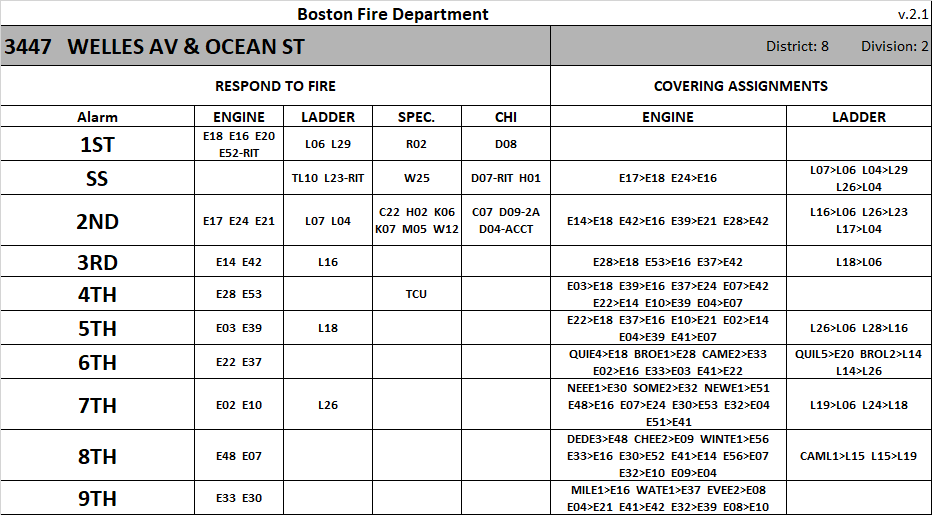 Boston Fire Department v.2.1
3447 WELLES AV & OCEAN ST District: 8 Division: 2
RESPOND TO FIRE COVERING ASSIGNMENTS
Alarm ENGINE LADDER SPEC. CHI ENGINE LADDER
1ST
E18 E16 E20
E52-RIT
L06 L29
R02
D08
SS
TL10 L23-RIT
W25
D07-RIT H01
E17>E18 E24>E16
L07>L06 L04>L29
L26>L04
2ND
E17 E24 E21
L07 L04
C22 H02 K06
K07 M05 W12
C07 D09-2A
D04-ACCT
E14>E18 E42>E16 E39>E21 E28>E42
L16>L06 L26>L23
L17>L04
3RD
E14 E42
L16
E28>E18 E53>E16 E37>E42
L18>L06
4TH
E28 E53
TCU
E03>E18 E39>E16 E37>E24 E07>E42
E22>E14 E10>E39 E04>E07
5TH
E03 E39
L18
E22>E18 E37>E16 E10>E21 E02>E14
E04>E39 E41>E07
L26>L06 L28>L16
6TH
E22 E37
QUIE4>E18 BROE1>E28 CAME2>E33
E02>E16 E33>E03 E41>E22
QUIL5>E20 BROL2>L14
L14>L26
7TH
E02 E10
L26
NEEE1>E30 SOME2>E32 NEWE1>E51
E48>E16 E07>E24 E30>E53 E32>E04
E51>E41
L19>L06 L24>L18
8TH
E48 E07
DEDE3>E48 CHEE2>E09 WINTE1>E56
E33>E16 E30>E52 E41>E14 E56>E07
E32>E10 E09>E04
CAML1>L15 L15>L19
9TH
E33 E30
MILE1>E16 WATE1>E37 EVEE2>E08
E04>E21 E41>E42 E32>E39 E08>E10